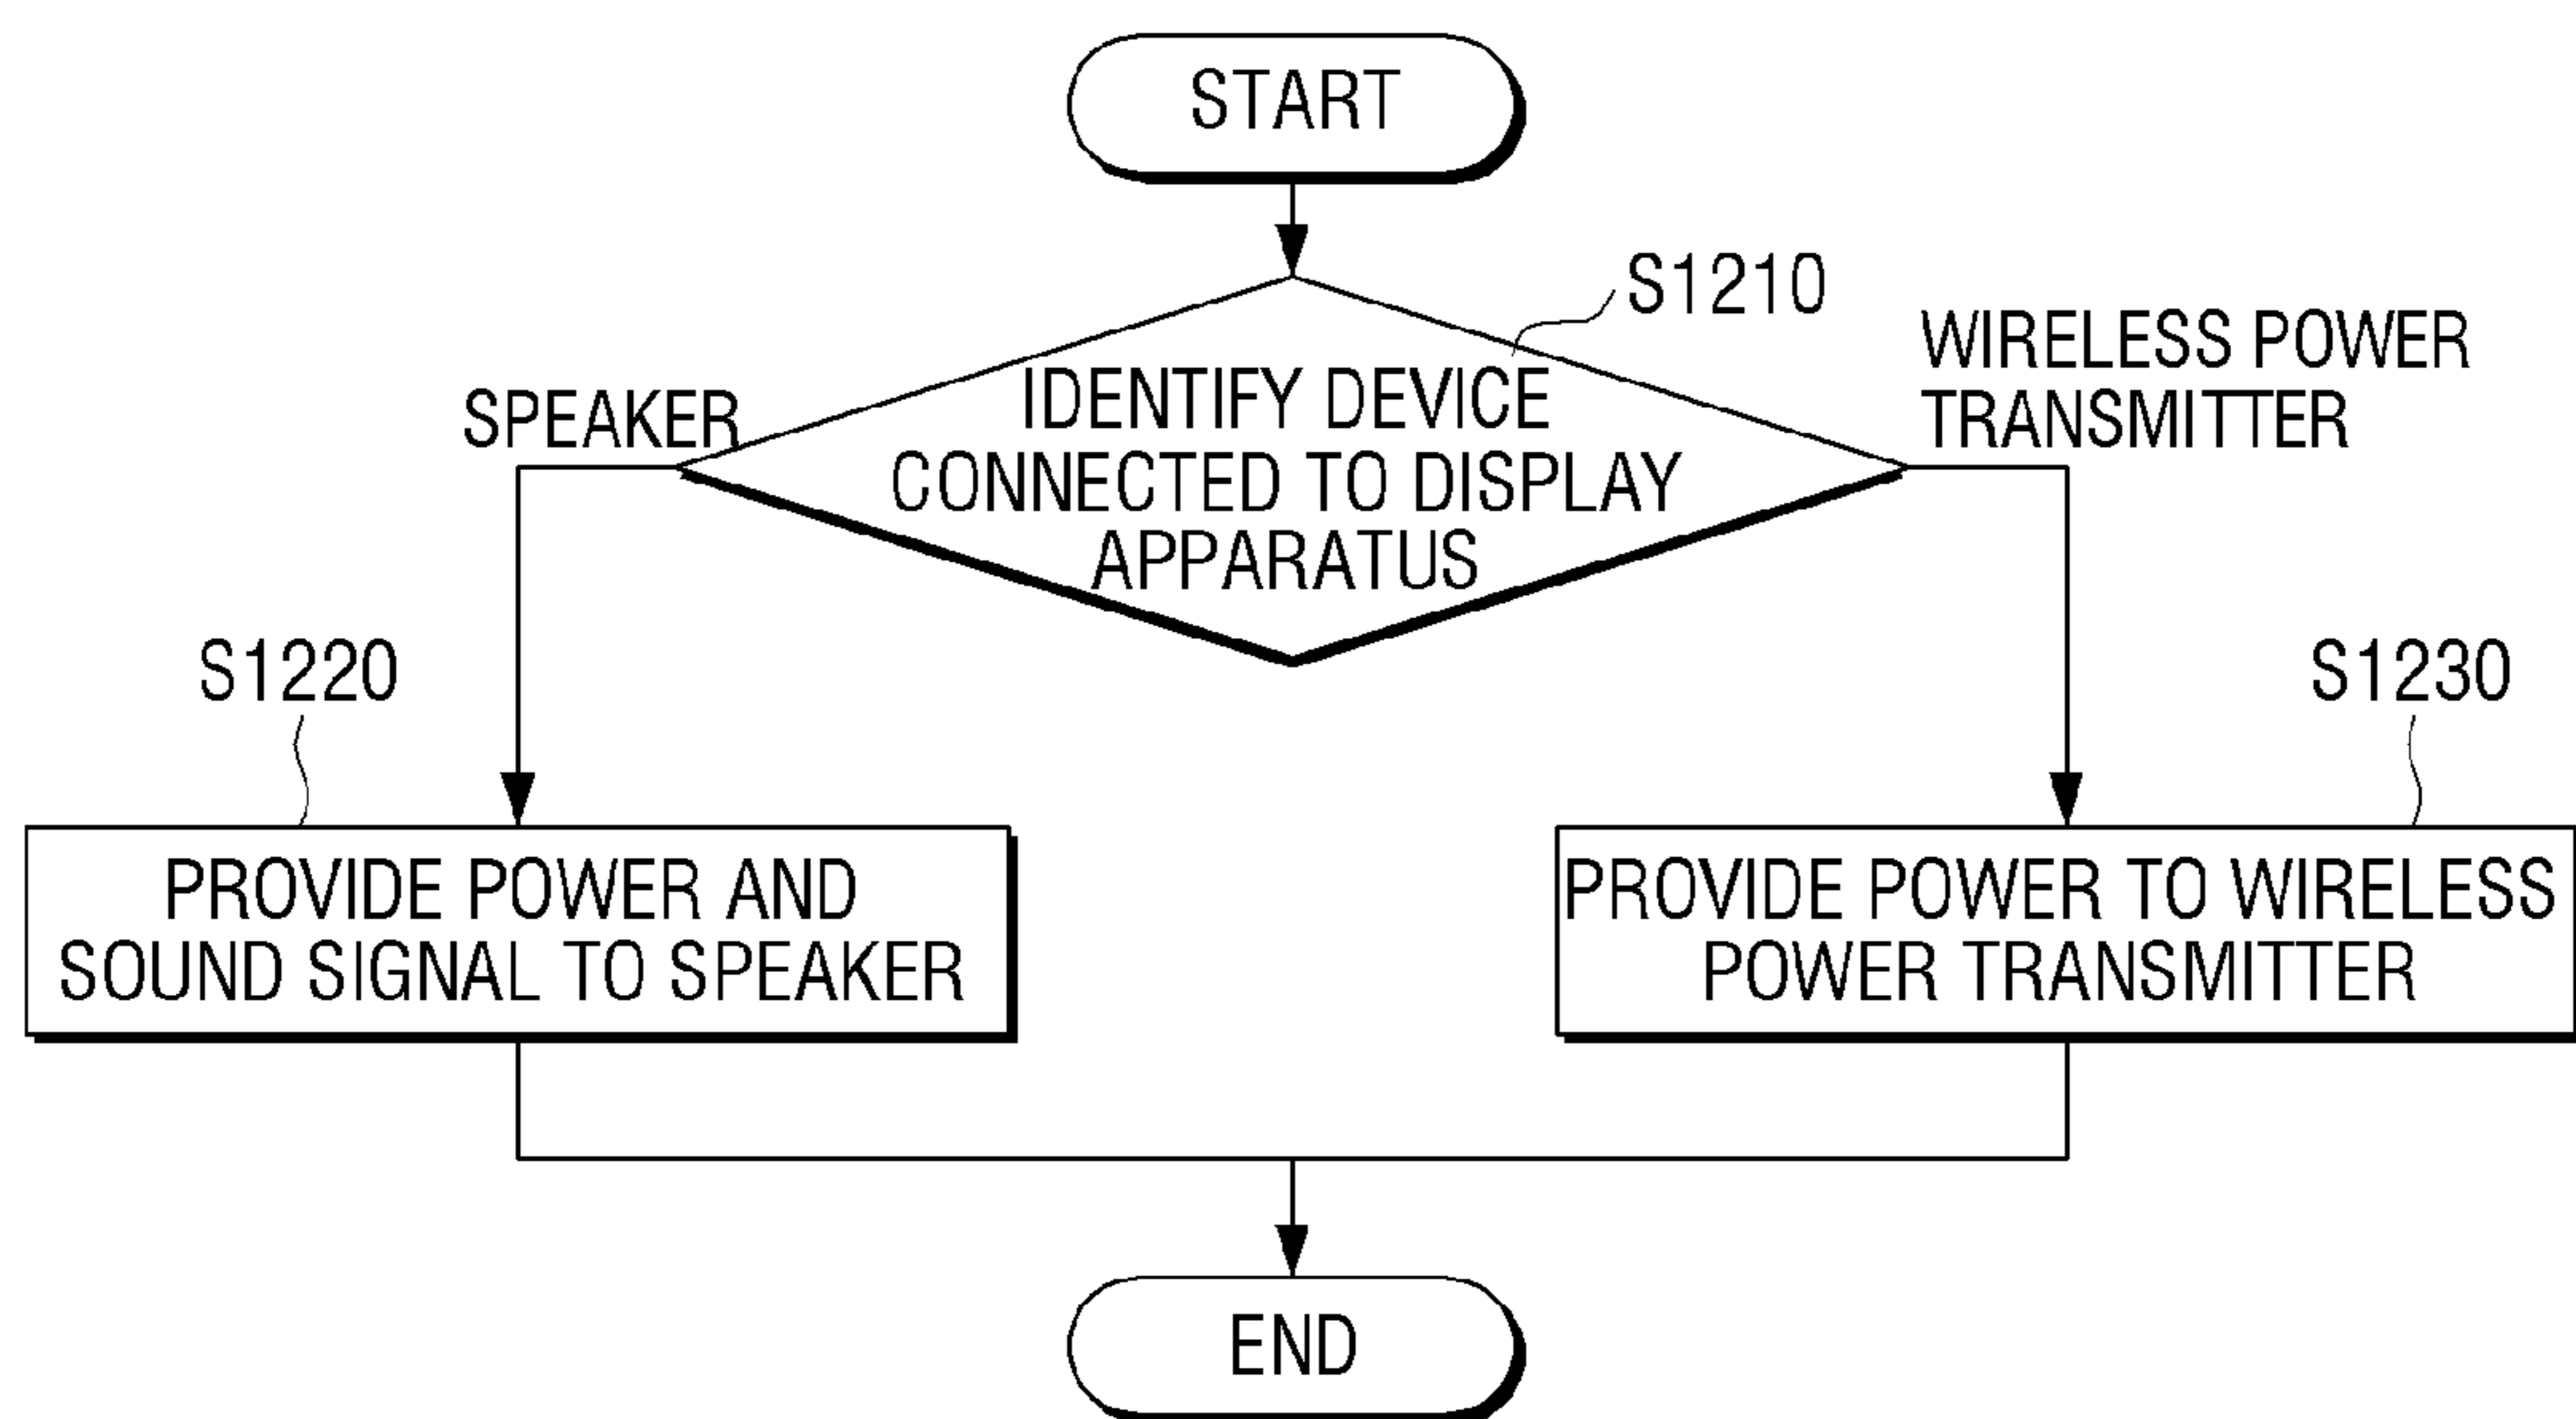 START
S1210
WIRELESS POWER
TRANSMITTER
SPEAKER
IDENTIFY DEVICE
CONNECTED TO DISPLAY
APPARATUS
S1220
S1230
PROVIDE POWER AND
SOUND SIGNAL TO SPEAKER
PROVIDE POWER TO WIRELESS
POWER TRANSMITTER
END